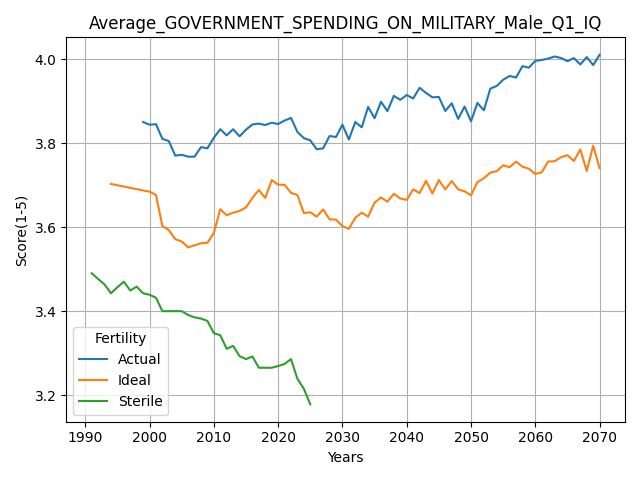 Average_GOVERNMENT_SPENDING_ON_MILITARY_Male_Q1_IQ
Score(1-5)
4.0
3.8
3.6
3.4
3.2
Fertility
Actual
Ideal
Sterile
1990 2000 2010 2020 2030 2040 2050 2060 2070
Years